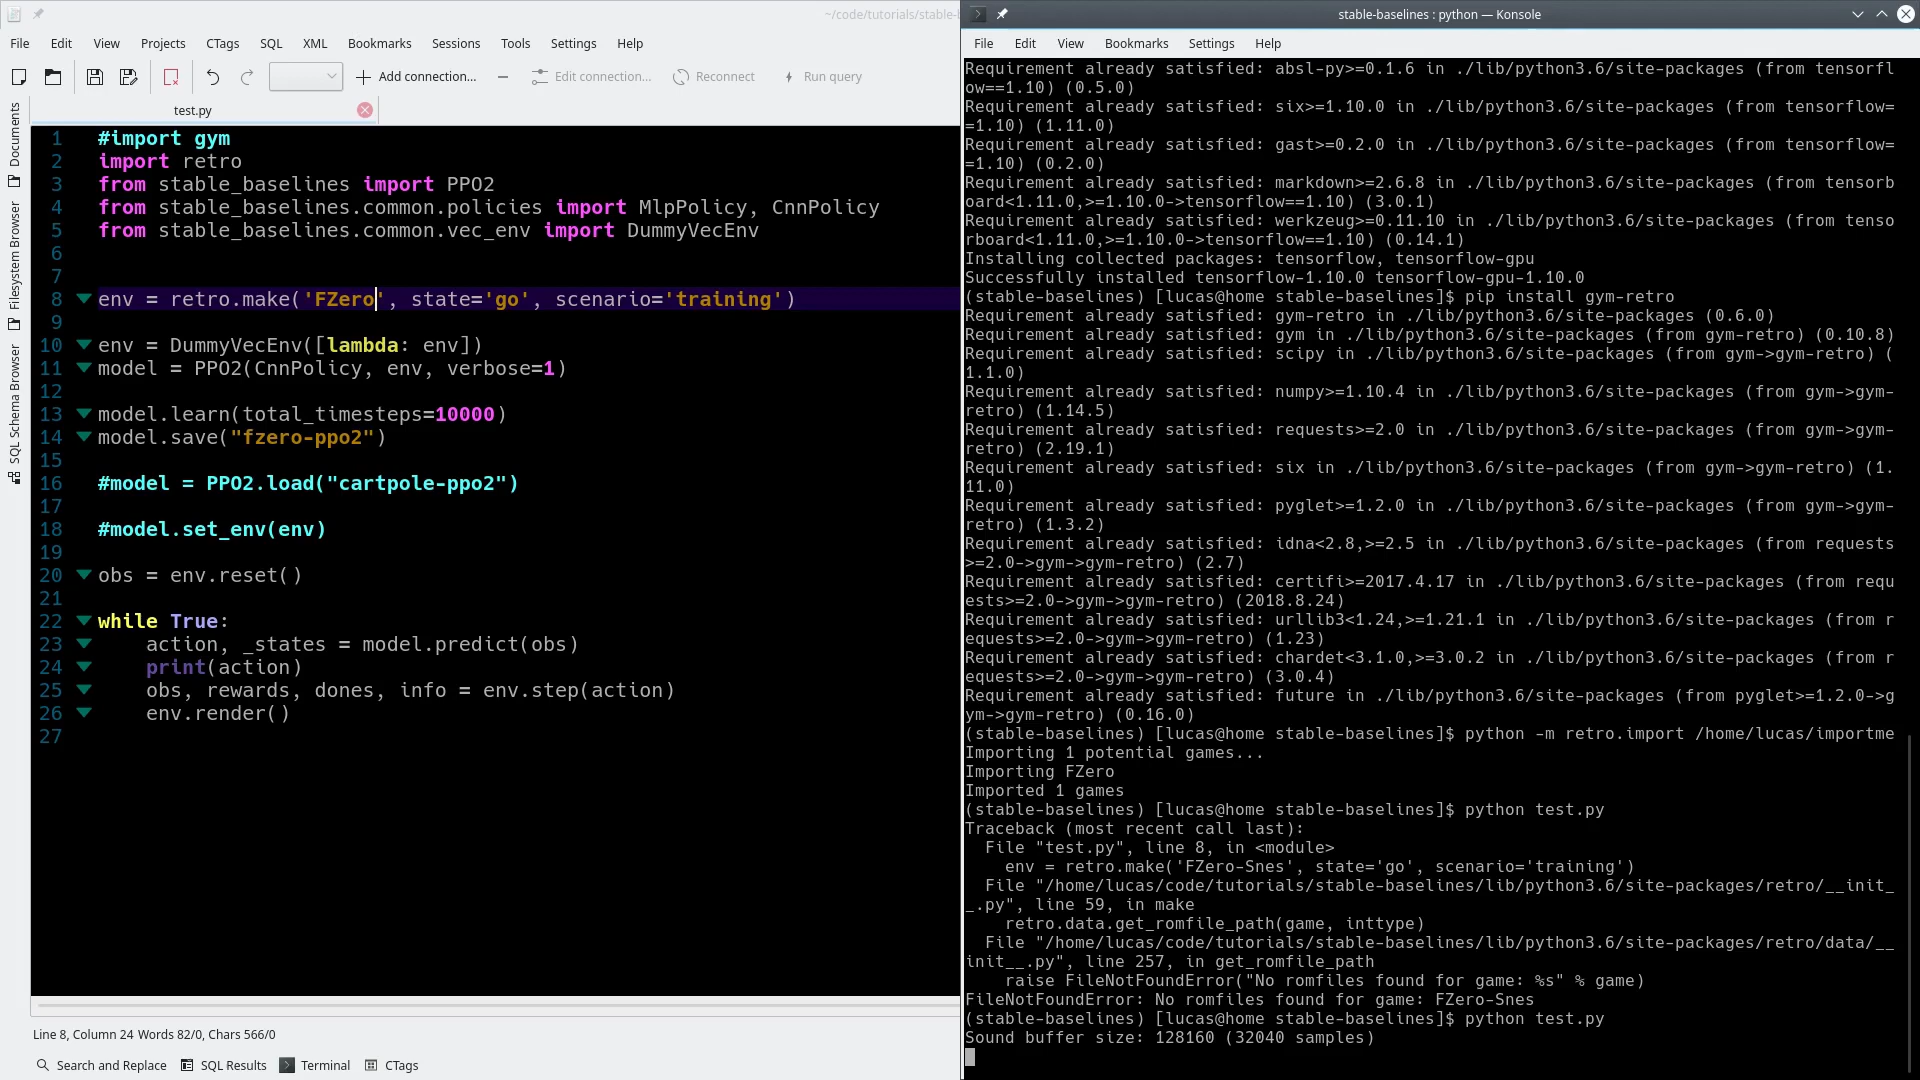 ~/code/tutorials/stable-b
File Edit View Projects CTags SQL XML Bookmarks Sessions Tools Settings Help
Add connection... Edit connection... Reconnect Run query
test.py
Documents
Filesystem Browser
SQL Schema Browser
1 #import gym
2 import retro
3 from stable_baselines import PPO2
4 from stable_baselines.common.policies import MlpPolicy, CnnPolicy
5 from stable_baselines.common.vec_env import DummyVecEnv
6
7
8 env = retro.make('FZero', state='go', scenario='training')
9
10 env = DummyVecEnv([lambda: env])
11 model = PPO2(CnnPolicy, env, verbose=1)
12
13 model.learn(total_timesteps=10000)
14 model.save("fzero-ppo2")
15
16 #model = PPO2.load("cartpole-ppo2")
17
18 #model.set_env(env)
19
20 obs = env.reset()
21
22 while True:
23     action, _states = model.predict(obs)
24     print(action)
25     obs, rewards, dones, info = env.step(action)
26     env.render()
27
Line 8, Column 24 Words 82/0, Chars 566/0
Search and Replace SQL Results Terminal CTags
stable-baselines : python — Konsole
File Edit View Bookmarks Settings Help
Requirement already satisfied: absl-py>=0.1.6 in ./lib/python3.6/site-packages (from tensorfl
ow==1.10) (0.5.0)
Requirement already satisfied: six>=1.10.0 in ./lib/python3.6/site-packages (from tensorflow=
=1.10) (1.11.0)
Requirement already satisfied: gast>=0.2.0 in ./lib/python3.6/site-packages (from tensorflow=
=1.10) (0.2.0)
Requirement already satisfied: markdown>=2.6.8 in ./lib/python3.6/site-packages (from tensorb
oard<1.11.0,>=1.10.0->tensorflow==1.10) (3.0.1)
Requirement already satisfied: werkzeug>=0.11.10 in ./lib/python3.6/site-packages (from tenso
rboard<1.11.0,>=1.10.0->tensorflow==1.10) (0.14.1)
Installing collected packages: tensorflow, tensorflow-gpu
Successfully installed tensorflow-1.10.0 tensorflow-gpu-1.10.0
(stable-baselines) [lucas@home stable-baselines]$ pip install gym-retro
Requirement already satisfied: gym-retro in ./lib/python3.6/site-packages (0.6.0)
Requirement already satisfied: gym in ./lib/python3.6/site-packages (from gym-retro) (0.10.8)
Requirement already satisfied: scipy in ./lib/python3.6/site-packages (from gym->gym-retro) (
1.1.0)
Requirement already satisfied: numpy>=1.10.4 in ./lib/python3.6/site-packages (from gym->gym-
retro) (1.14.5)
Requirement already satisfied: requests>=2.0 in ./lib/python3.6/site-packages (from gym->gym-
retro) (2.19.1)
Requirement already satisfied: six in ./lib/python3.6/site-packages (from gym->gym-retro) (1.
11.0)
Requirement already satisfied: pyglet>=1.2.0 in ./lib/python3.6/site-packages (from gym->gym-
retro) (1.3.2)
Requirement already satisfied: idna<2.8,>=2.5 in ./lib/python3.6/site-packages (from requests
>=2.0->gym->gym-retro) (2.7)
Requirement already satisfied: certifi>=2017.4.17 in ./lib/python3.6/site-packages (from requ
ests>=2.0->gym->gym-retro) (2018.8.24)
Requirement already satisfied: urllib3<1.24,>=1.21.1 in ./lib/python3.6/site-packages (from r
equests>=2.0->gym->gym-retro) (1.23)
Requirement already satisfied: chardet<3.1.0,>=3.0.2 in ./lib/python3.6/site-packages (from r
equests>=2.0->gym->gym-retro) (3.0.4)
Requirement already satisfied: future in ./lib/python3.6/site-packages (from pyglet>=1.2.0->g
ym->gym-retro) (0.16.0)
(stable-baselines) [lucas@home stable-baselines]$ python -m retro.import /home/lucas/importme
Importing 1 potential games...
Importing FZero
Imported 1 games
(stable-baselines) [lucas@home stable-baselines]$ python test.py
Traceback (most recent call last):
  File "test.py", line 8, in <module>
    env = retro.make('FZero-Snes', state='go', scenario='training')
  File "/home/lucas/code/tutorials/stable-baselines/lib/python3.6/site-packages/retro/__init_
_.py", line 59, in make
    retro.data.get_romfile_path(game, inttype)
  File "/home/lucas/code/tutorials/stable-baselines/lib/python3.6/site-packages/retro/data/__
init__.py", line 257, in get_romfile_path
    raise FileNotFoundError("No romfiles found for game: %s" % game)
FileNotFoundError: No romfiles found for game: FZero-Snes
(stable-baselines) [lucas@home stable-baselines]$ python test.py
Sound buffer size: 128160 (32040 samples)